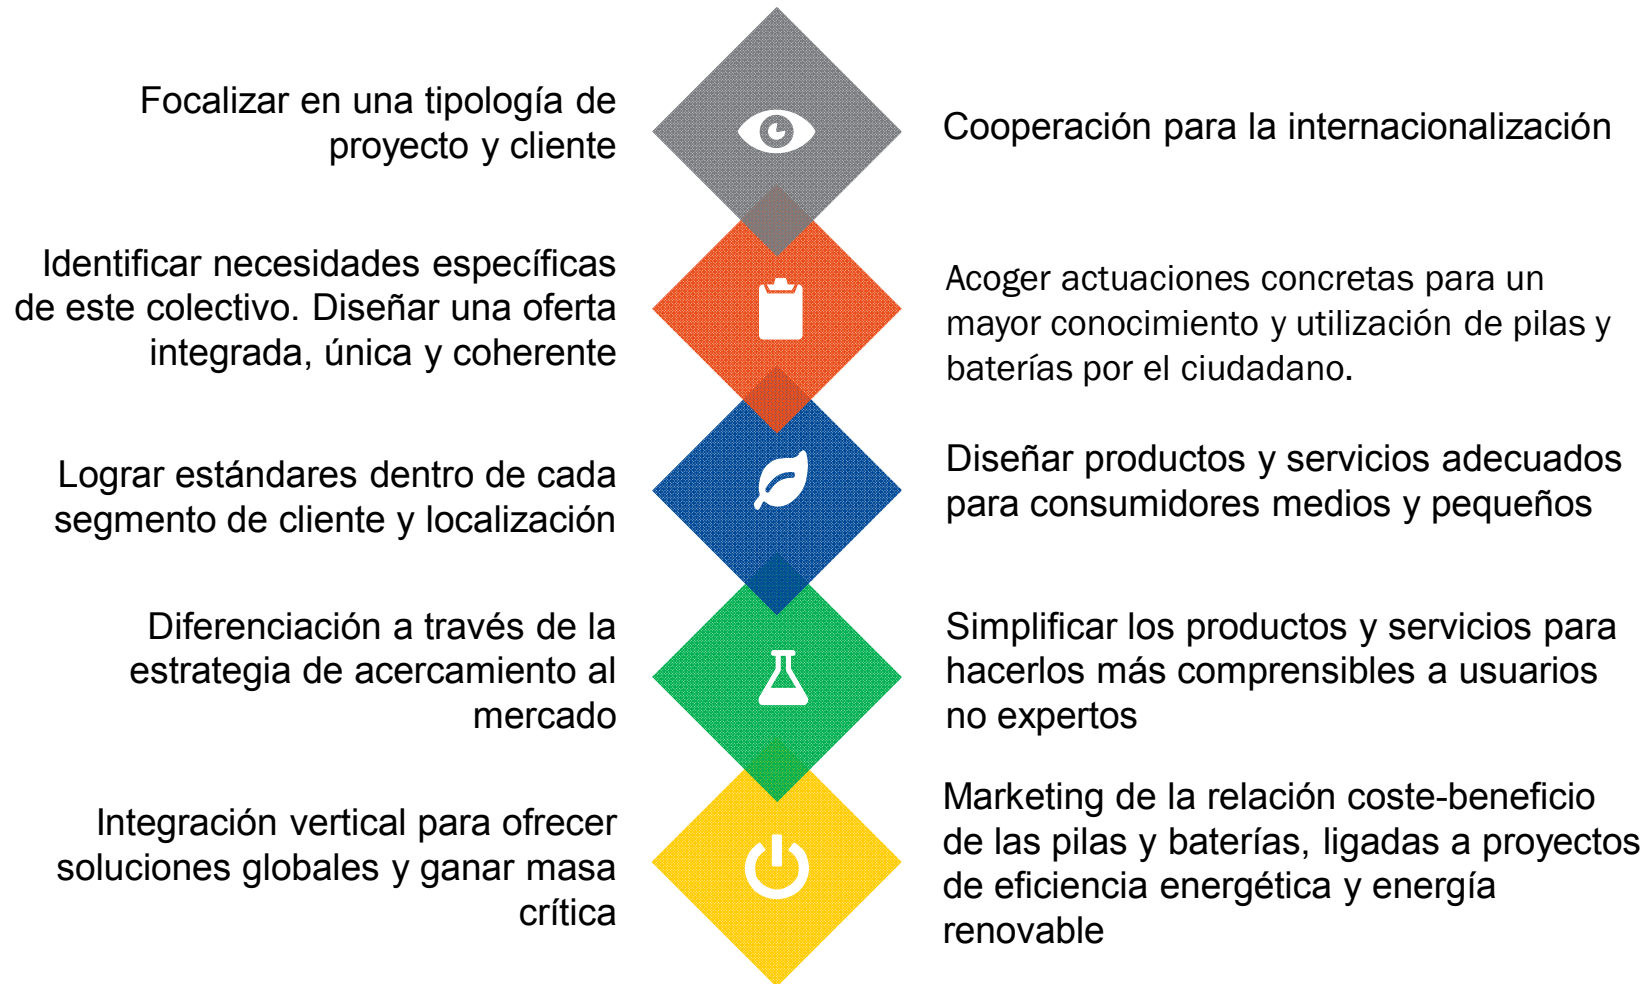 Focalizar en una tipología de
proyecto y cliente
Cooperación para la internacionalización
Identificar necesidades específicas
de este colectivo. Diseñar una oferta
integrada, única y coherente
Acoger actuaciones concretas para un
mayor conocimiento y utilización de pilas y
baterías por el ciudadano.
Lograr estándares dentro de cada
segmento de cliente y localización
Diseñar productos y servicios adecuados
para consumidores medios y pequeños
Diferenciación a través de la
estrategia de acercamiento al
mercado
Simplificar los productos y servicios para
hacerlos más comprensibles a usuarios
no expertos
Integración vertical para ofrecer
soluciones globales y ganar masa
crítica
Marketing de la relación coste-beneficio
de las pilas y baterías, ligadas a proyectos
de eficiencia energética y energía
renovable